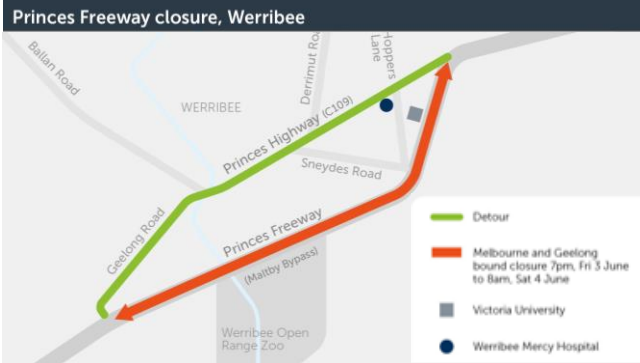 Princes Freeway closure, Werribee
Ballan Road
WERRIBEE
Derrimut Ro
Hoppers
Lane
Princes Highway (C109)
Sneydes Road
Geelong Road
Princes Freeway
(Maltby Bypass)
Werribee Open
Range Zoo
Detour
Melbourne and Geelong
bound closure 7pm, Fri 3 June
to 8am, Sat 4 June
Victoria University
Werribee Mercy Hospital